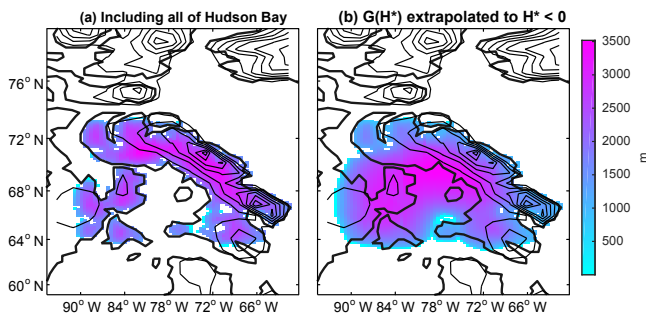 (a) Including all of Hudson Bay
(b) G(H*) extrapolated to H* < 0
76° N
72° N
68° N
64° N
60° N
90° W 84° W 78° W 72° W 66° W
90° W 84° W 78° W 72° W 66° W
3500
3000
2500
2000
1500
1000
500
m